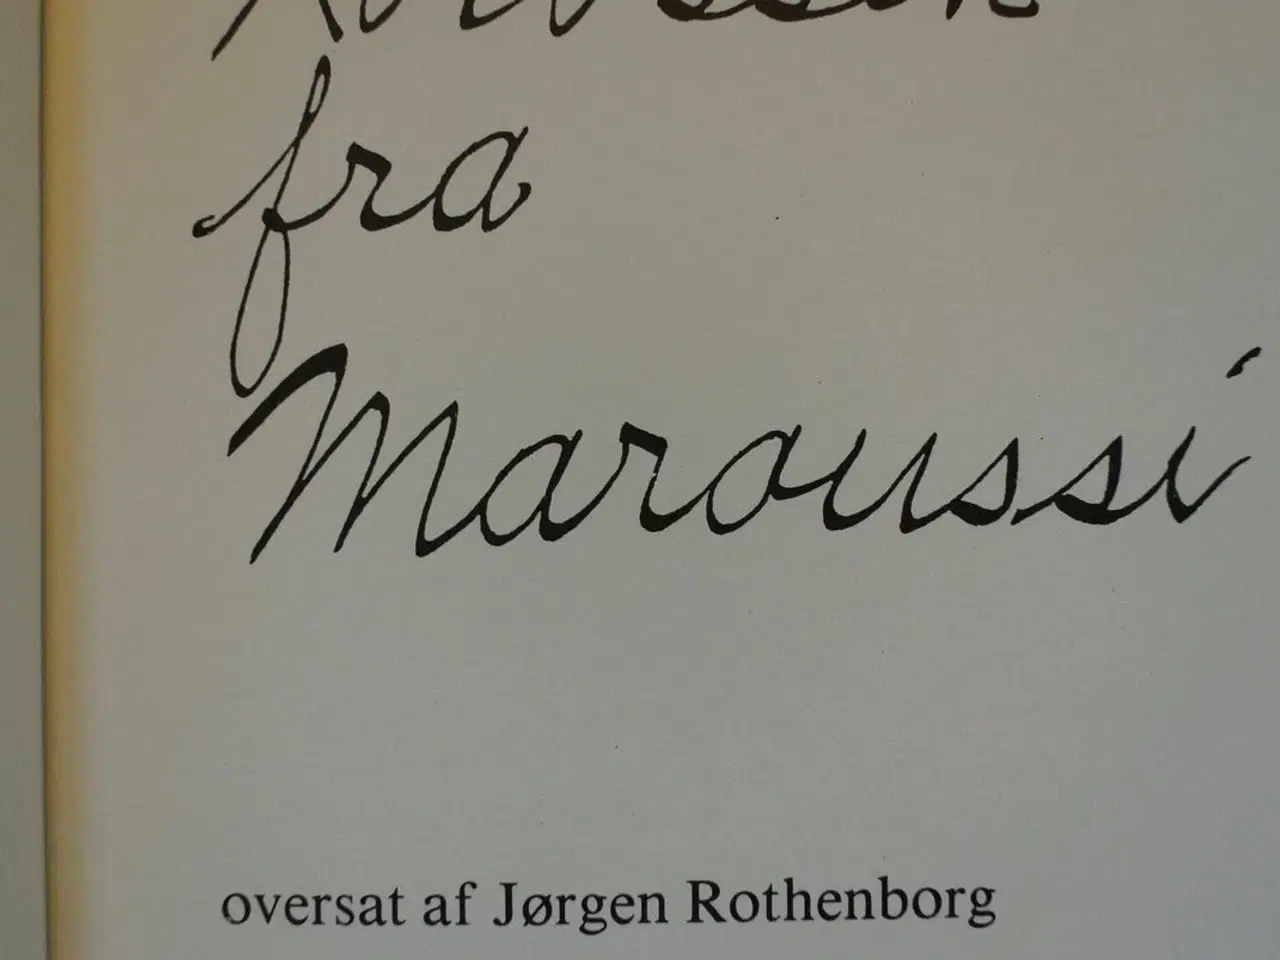 fra
Maroussi
oversat af Jørgen Rothenborg